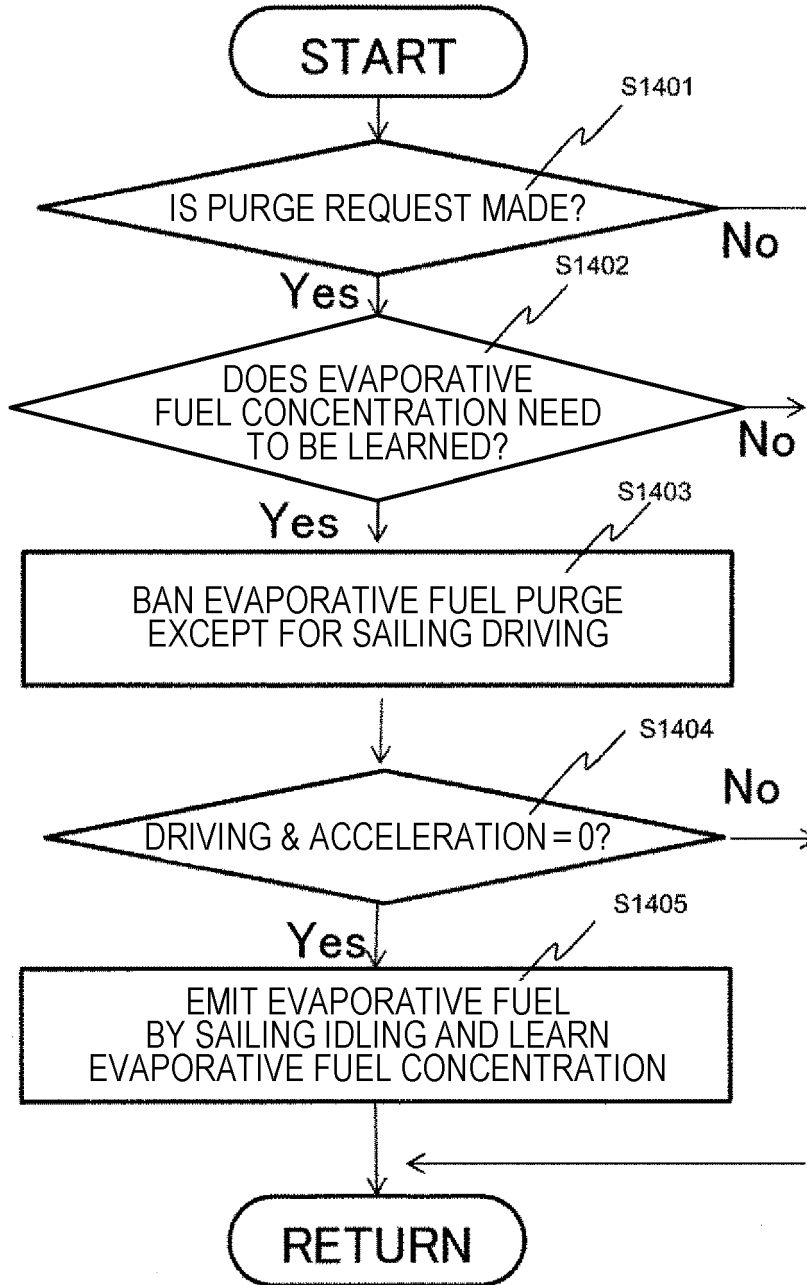 START
S1401
IS PURGE REQUEST MADE?
No
Yes
S1402
DOES EVAPORATIVE
FUEL CONCENTRATION NEED
TO BE LEARNED?
No
Yes
S1403
BAN EVAPORATIVE FUEL PURGE
EXCEPT FOR SAILING DRIVING
S1404
No
DRIVING & ACCELERATION = 0?
Yes
S1405
EMIT EVAPORATIVE FUEL
BY SAILING IDLING AND LEARN
EVAPORATIVE FUEL CONCENTRATION
RETURN